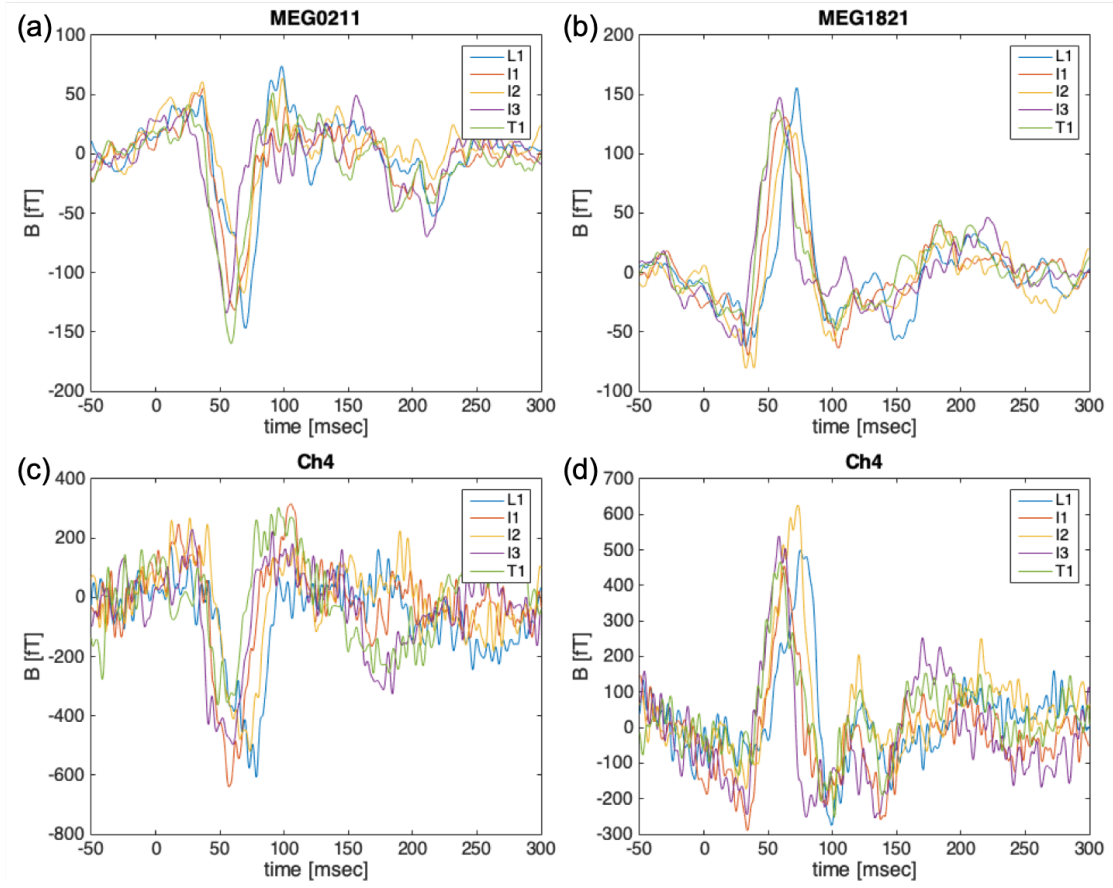 (a)
MEG0211
B [fT]
100
50
0
-50
-100
-150
-200
-50 0 50 100 150 200 250 300
time [msec]
L1
I1
I2
I3
T1
(b)
MEG1821
B [fT]
200
150
100
50
0
-50
-100
-50 0 50 100 150 200 250 300
time [msec]
L1
I1
I2
I3
T1
(c)
Ch4
B [fT]
400
200
0
-200
-400
-600
-800
-50 0 50 100 150 200 250 300
time [msec]
L1
I1
I2
I3
T1
(d)
Ch4
B [fT]
700
600
500
400
300
200
100
0
-100
-200
-300
-50 0 50 100 150 200 250 300
time [msec]
L1
I1
I2
I3
T1